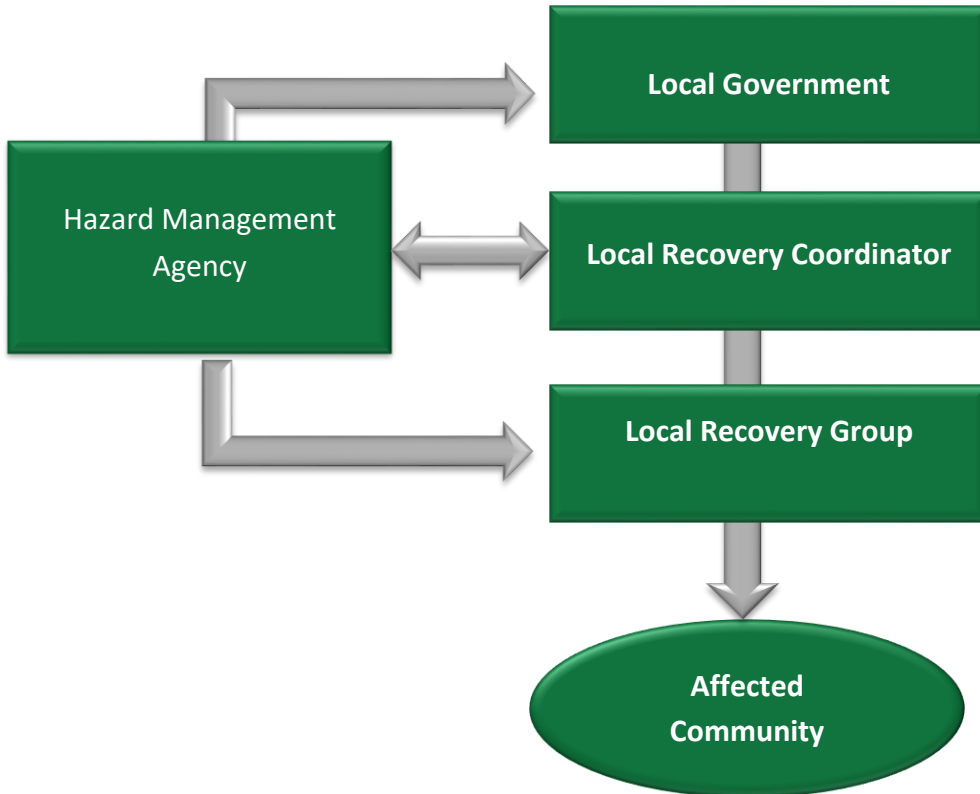 Local Government
Hazard Management
Agency
Local Recovery Coordinator
Local Recovery Group
Affected
Community